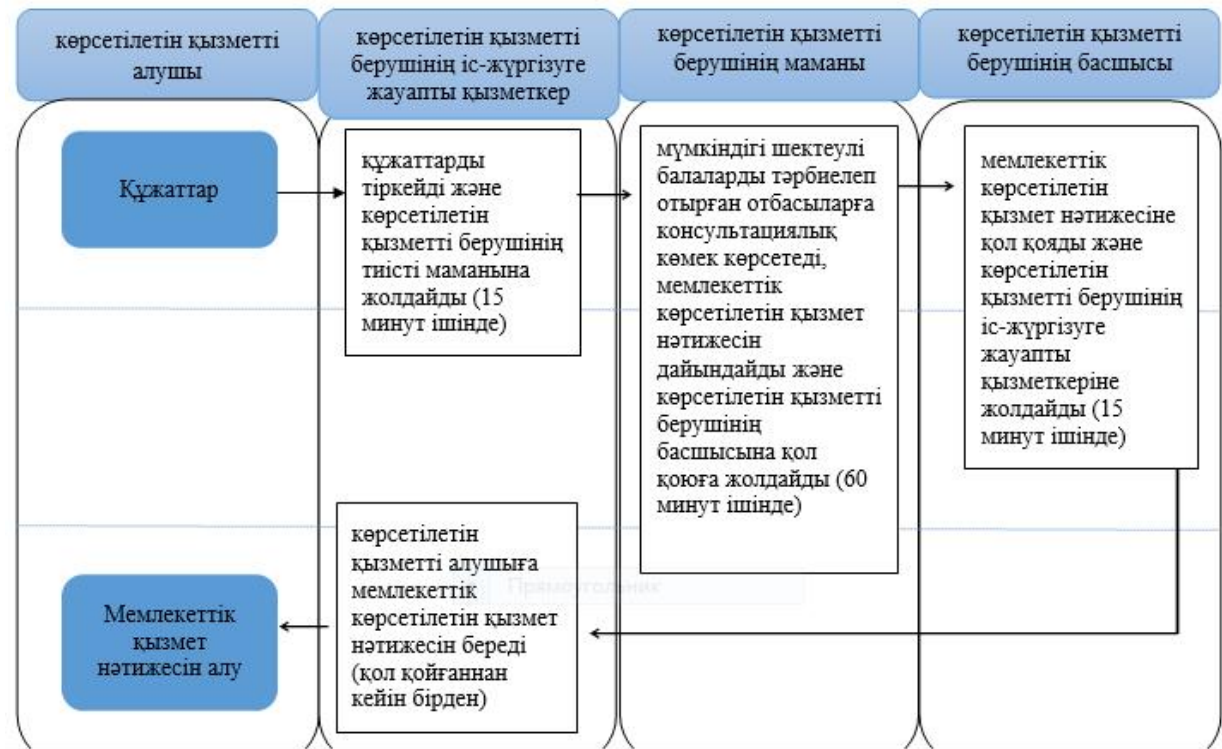 көрсетілетін қызметті
алушы
көрсетілетін қызметті
берушінің іс-жүргізуге
жауапты қызметкер
көрсетілетін қызметті
берушінің маманы
көрсетілетін қызметті
берушінің басшысы
Құжаттар
құжаттарды
тіркейді және
көрсетілетін
қызметті берушінің
тиісті маманына
жолдайды (15
минут ішінде)
мүмкіндігі шектеулі
балаларды тәрбиелеп
отырған отбасыларға
консультациялық
көмек көрсетеді,
мемлекеттік
көрсетілетін қызмет
нәтижесін
дайындайды және
көрсетілетін қызметті
берушінің
басшысына қол
қоюға жолдайды (60
минут ішінде)
мемлекеттік
көрсетілетін
қызмет нәтижесіне
қол қояды және
көрсетілетін
қызметті берушінің
іс-жүргізуге
жауапты
қызметкеріне
жолдайды (15
минут ішінде)
көрсетілетін
қызметті алушыға
мемлекеттік
көрсетілетін қызмет
нәтижесін береді
(қол қойғаннан
кейін бірден)
Прямоугольник
Мемлекеттік
қызмет
нәтижесін алу